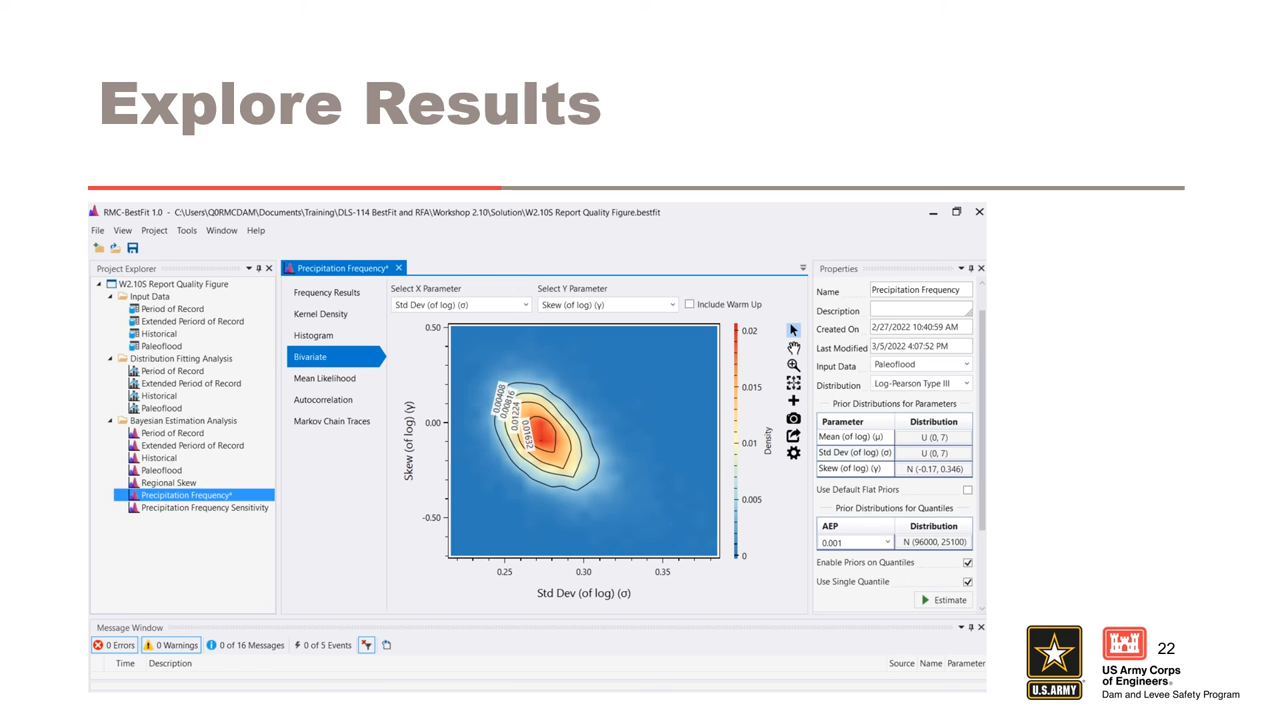 Explore Results
RMC-BestFit 1.0 - C:\Users\Q0RMCDAM\Documents\Training\DLS-114 BestFit and RFA\Workshop 2.10\Solution\W2.10S Report Quality Figure.bestfit
File View Project Tools Window Help
Project Explorer
W2.10S Report Quality Figure
Input Data
Period of Record
Extended Periord of Record
Historical
Paleoflood
Distribution Fitting Analysis
Period of Record
Extended Period of Record
Historical
Paleoflood
Bayesian Estimation Analysis
Period of Record
Extended Periord of Record
Historical
Paleoflood
Regional Skew
Precipitation Frequency*
Precipitation Frequency Sensitivity
Precipitation Frequency*
Frequency Results
Kernel Density
Histogram
Bivariate
Mean Likelihood
Autocorrelation
Markov Chain Traces
Select X Parameter Select Y Parameter
Std Dev (of log) (σ) Skew (of log) (γ) Include Warm Up
0.50
0.00
-0.50
Skew (of log) (γ)
0.00408
0.00816
0.01224
0.01632
0.25 0.30 0.35
Std Dev (of log) (σ)
0.02
0.015
0.01
0.005
0
Density
Properties
Name Precipitation Frequency
Description
Created On 2/27/2022 10:40:59 AM
Last Modified 3/5/2022 4:07:52 PM
Input Data Paleoflood
Distribution Log-Pearson Type III
Prior Distributions for Parameters
Parameter Distribution
Mean (of log) (µ) U (0, 7)
Std Dev (of log) (σ) U (0, 7)
Skew (of log) (γ) N (-0.17, 0.346)
Use Default Flat Priors
Prior Distributions for Quantiles
AEP Distribution
0.001 N (96000, 25100)
Enable Priors on Quantiles
Use Single Quantile
Estimate
Message Window
0 Errors 0 Warnings 0 of 16 Messages 0 of 5 Events
Time Description Source Name Parameter
U.S.ARMY
US Army Corps
of Engineers®
Dam and Levee Safety Program
22